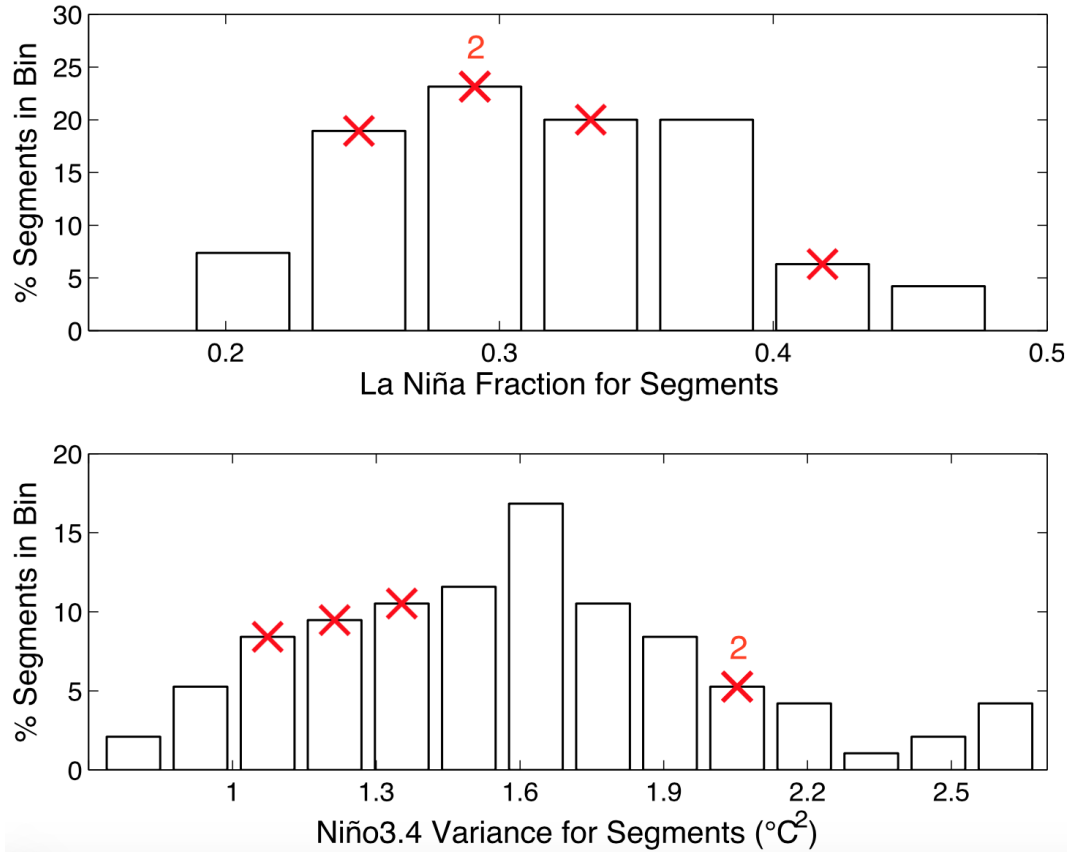 30
25
20
15
10
5
0
% Segments in Bin
2
0.2 0.3 0.4 0.5
La Niña Fraction for Segments
20
15
10
5
0
% Segments in Bin
2
1 1.3 1.6 1.9 2.2 2.5
Niño3.4 Variance for Segments (°C²)